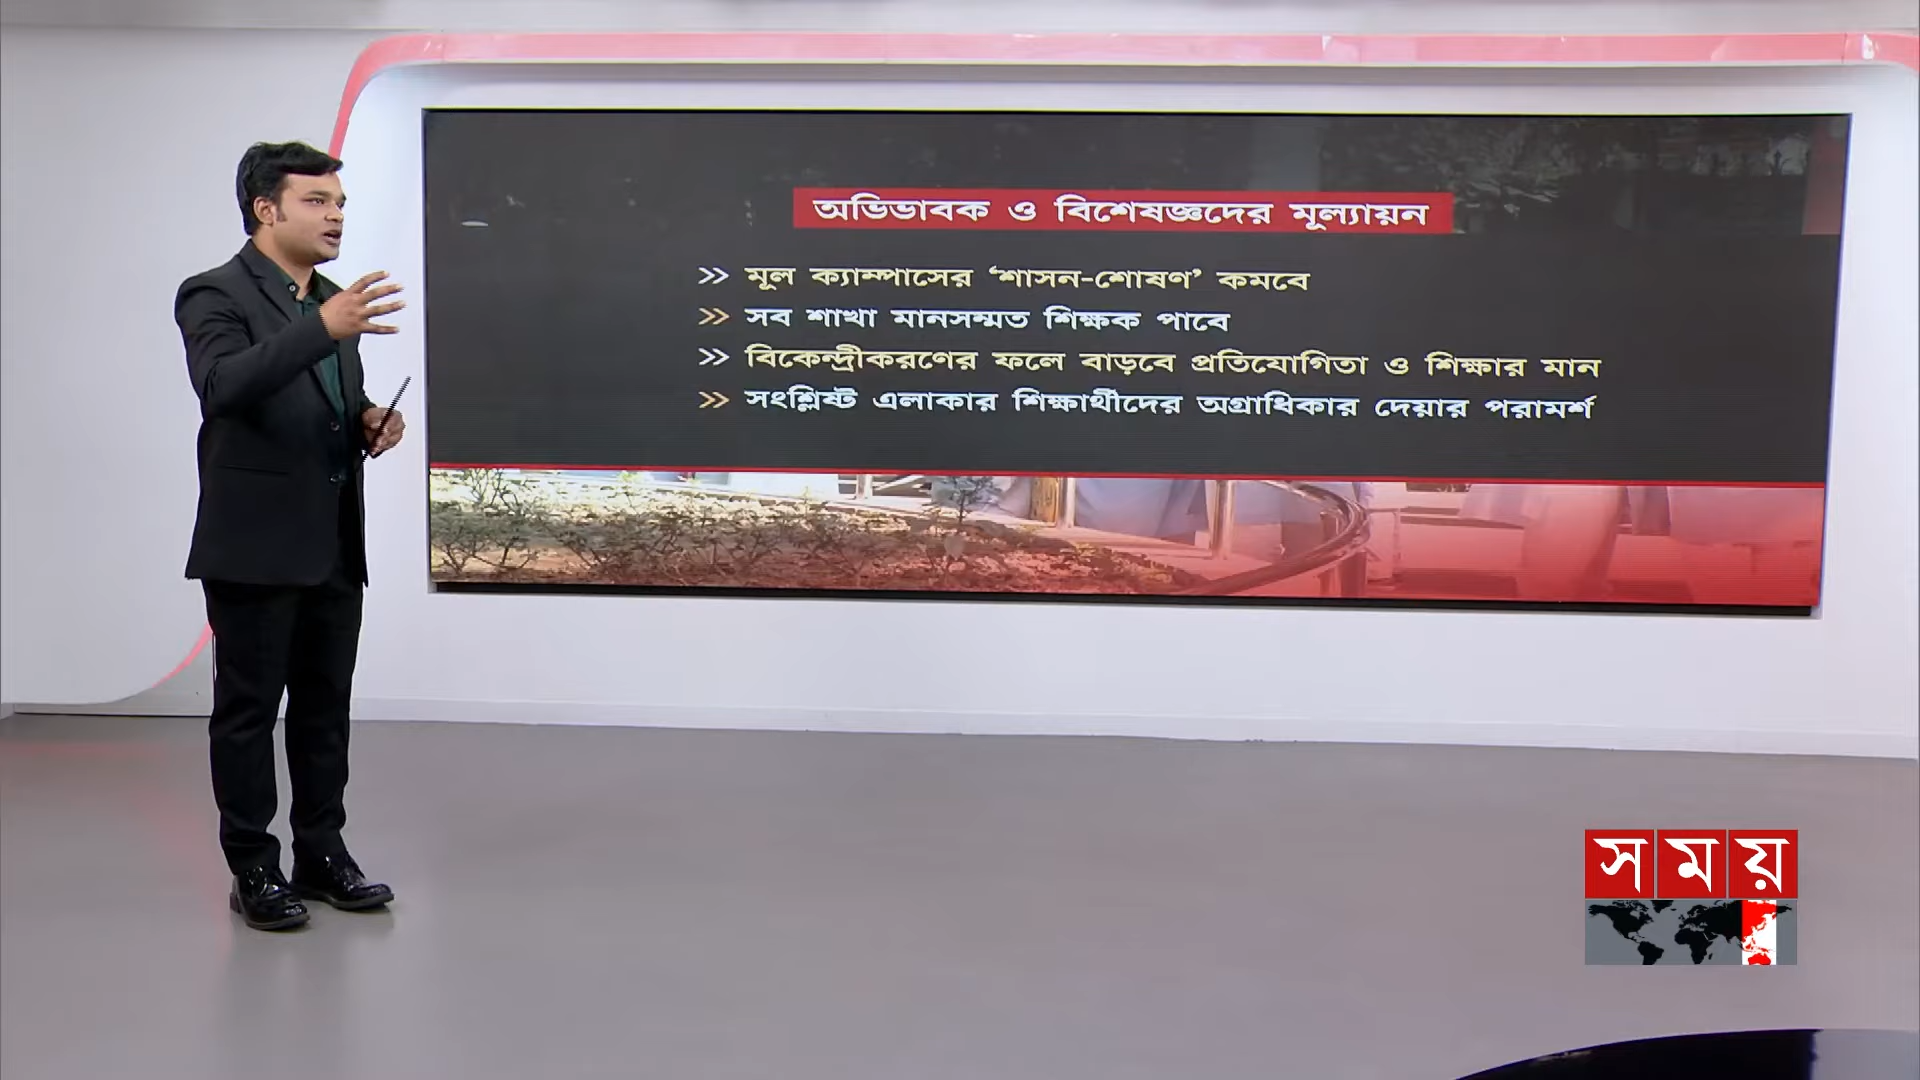 অভিভাবক ও বিশেষজ্ঞদের মূল্যায়ন
>> মূল ক্যাম্পাসের ‘শাসন-শোষণ’ কমবে
>> সব শাখা মানসম্মত শিক্ষক পাবে
>> বিকেন্দ্রীকরণের ফলে বাড়বে প্রতিযোগিতা ও শিক্ষার মান
>> সংশ্লিষ্ট এলাকার শিক্ষার্থীদের অগ্রাধিকার দেয়ার পরামর্শ
সময়